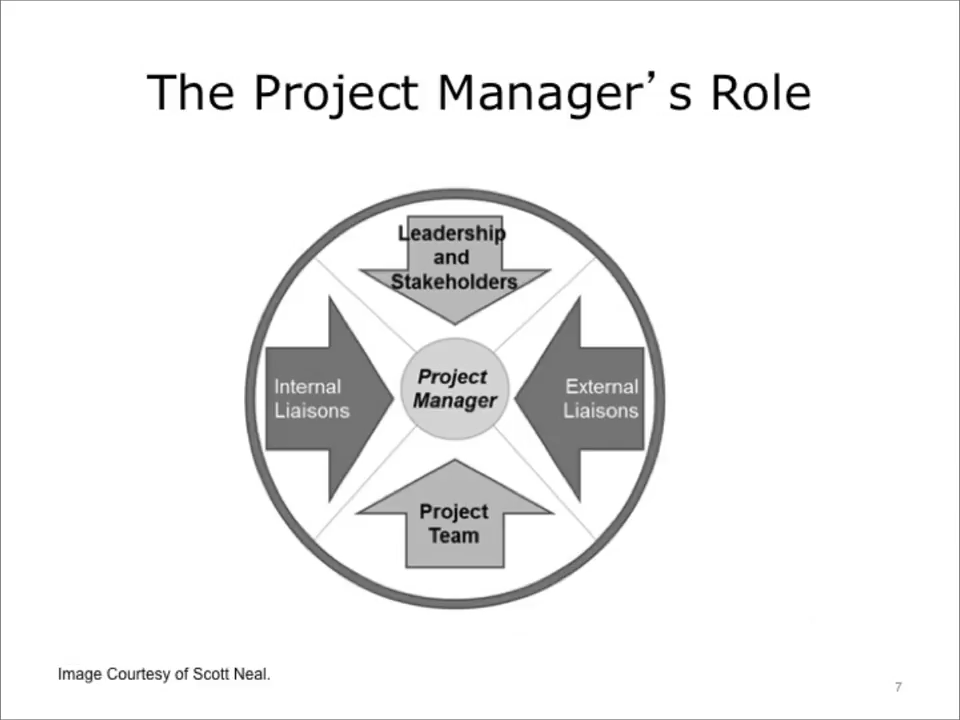 The Project Manager’s Role
Leadership
and
Stakeholders
Internal
Liaisons
Project
Manager
External
Liaisons
Project
Team
Image Courtesy of Scott Neal.
7